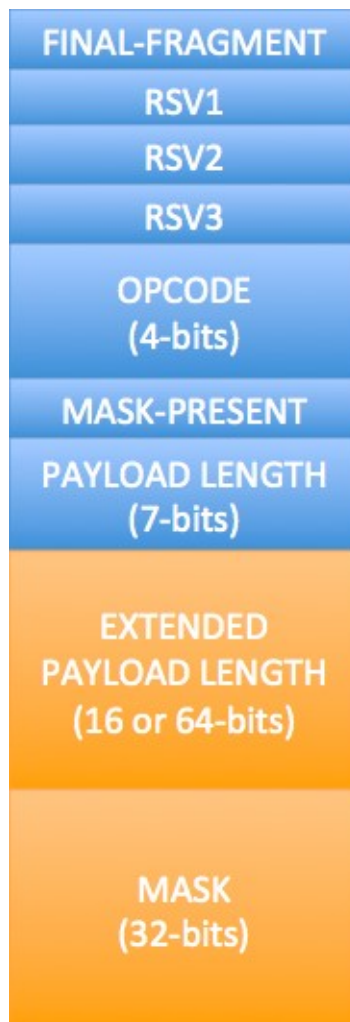 FINAL-FRAGMENT
RSV1
RSV2
RSV3
OPCODE
(4-bits)
MASK-PRESENT
PAYLOAD LENGTH
(7-bits)
EXTENDED
PAYLOAD LENGTH
(16 or 64-bits)
MASK
(32-bits)